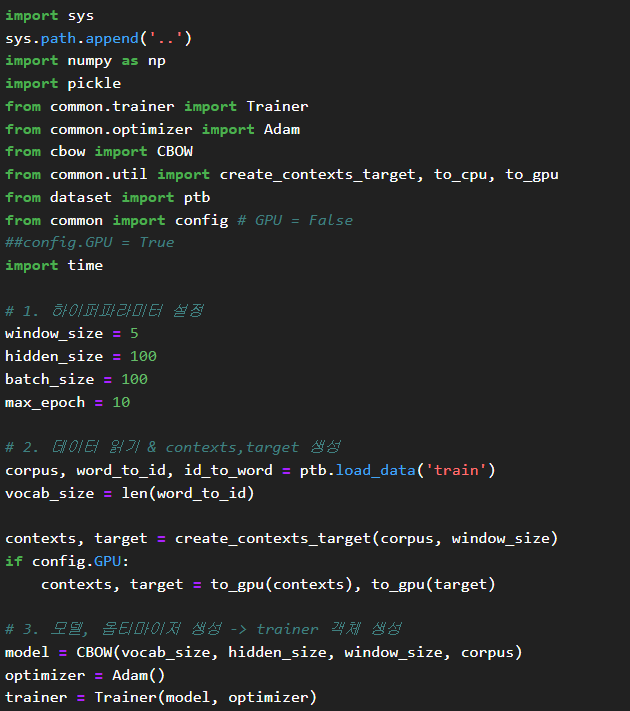 import sys
sys.path.append('..')
import numpy as np
import pickle
from common.trainer import Trainer
from common.optimizer import Adam
from cbow import CBOW
from common.util import create_contexts_target, to_cpu, to_gpu
from dataset import ptb
from common import config # GPU = False
##config.GPU = True
import time
# 1. 하이퍼파라미터 설정
window_size = 5
hidden_size = 100
batch_size = 100
max_epoch = 10
# 2. 데이터 읽기 & contexts,target 생성
corpus, word_to_id, id_to_word = ptb.load_data('train')
vocab_size = len(word_to_id)
contexts, target = create_contexts_target(corpus, window_size)
if config.GPU:
    contexts, target = to_gpu(contexts), to_gpu(target)
# 3. 모델, 옵티마이저 생성 -> trainer 객체 생성
model = CBOW(vocab_size, hidden_size, window_size, corpus)
optimizer = Adam()
trainer = Trainer(model, optimizer)